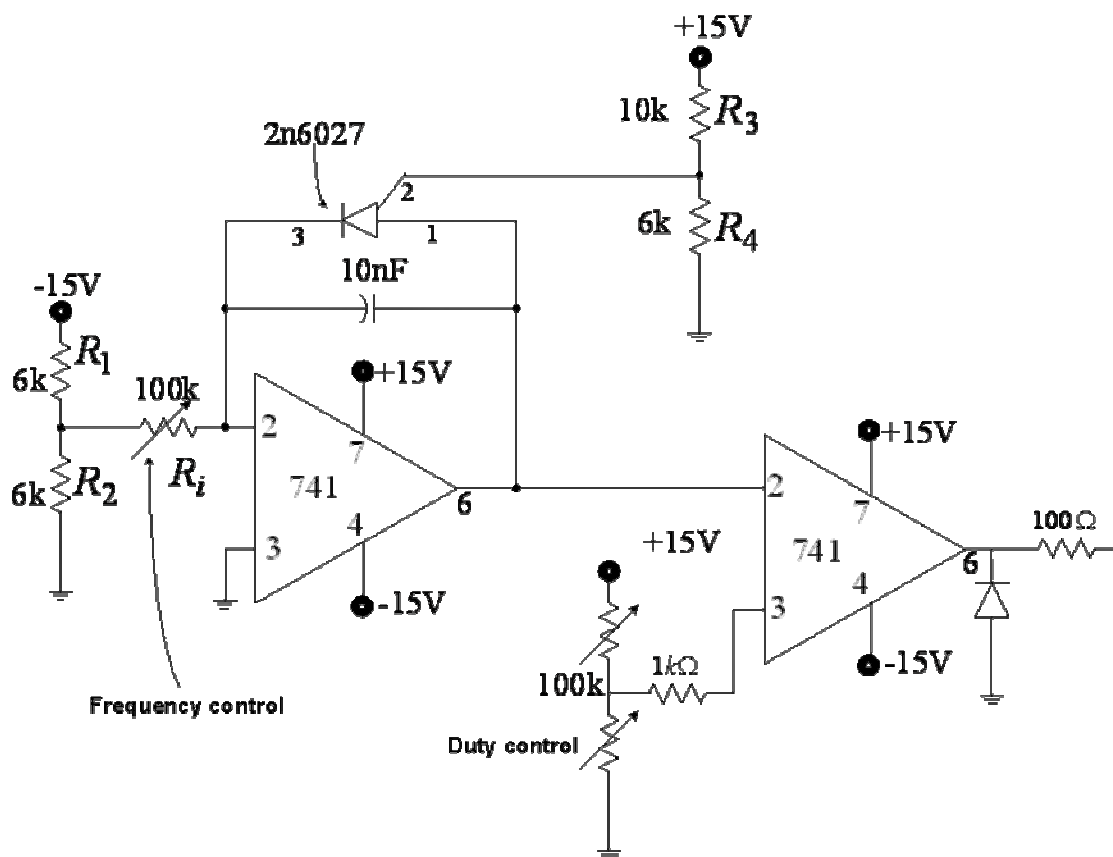 +15V
10k R3
2n6027
2
3
1
6k R4
10nF
-15V
R1
6k
100k
+15V
2
7
6k R2
Ri
741
6
4
3
-15V
+15V
2
7
741
6
100Ω
4
3
-15V
+15V
100k
1kΩ
Frequency control
Duty control